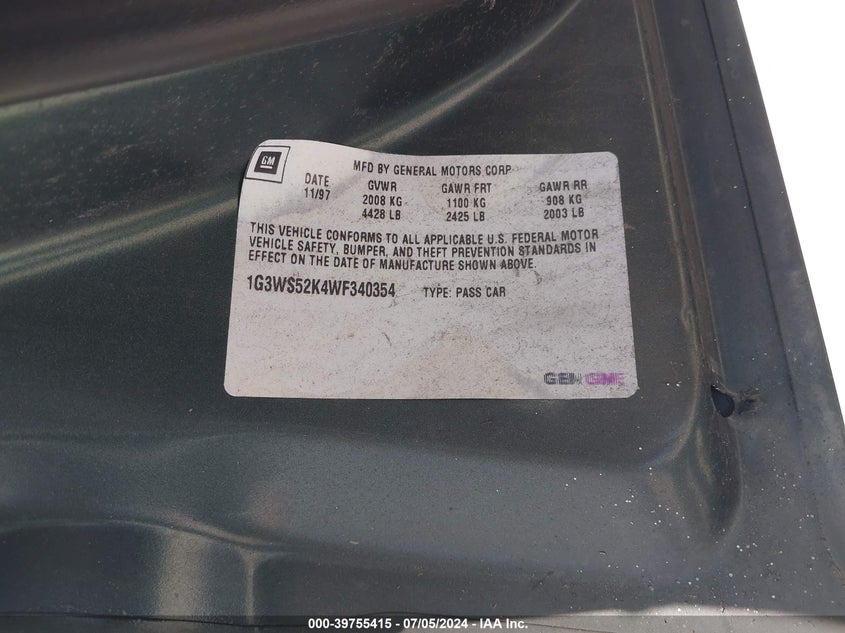 GM
MFD BY GENERAL MOTORS CORP
DATE GVWR GAWR FRT GAWR RR
11/97 2008 KG 1100 KG 908 KG
4428 LB 2425 LB 2003 LB
THIS VEHICLE CONFORMS TO ALL APPLICABLE U.S. FEDERAL MOTOR
VEHICLE SAFETY, BUMPER, AND THEFT PREVENTION STANDARDS IN
EFFECT ON THE DATE OF MANUFACTURE SHOWN ABOVE
1G3WS52K4WF340354 TYPE: PASS CAR
000-39755415 - 07/05/2024 - IAA Inc.